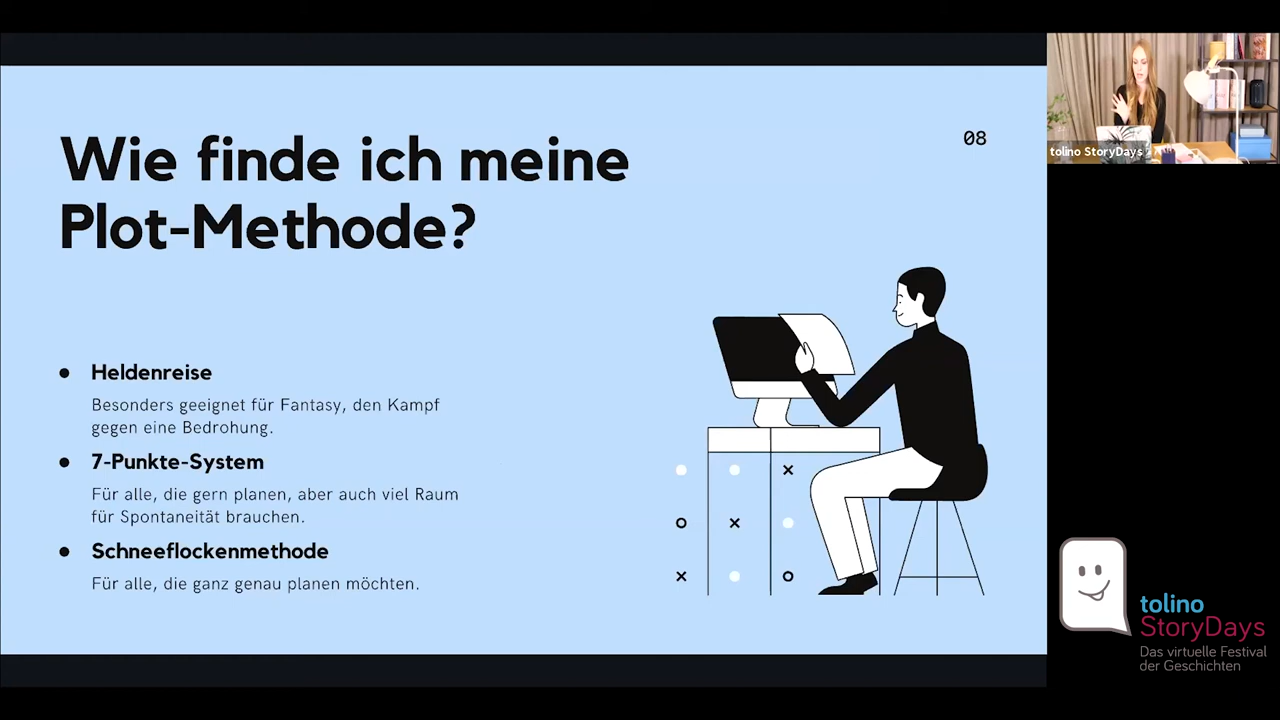 Wie finde ich meine
Plot-Methode?
08
● Heldenreise
Besonders geeignet für Fantasy, den Kampf
gegen eine Bedrohung.
● 7-Punkte-System
Für alle, die gern planen, aber auch viel Raum
für Spontaneität brauchen.
● Schneeflockenmethode
Für alle, die ganz genau planen möchten.
tolino StoryDays
tolino
StoryDays
Das virtuelle Festival
der Geschichten